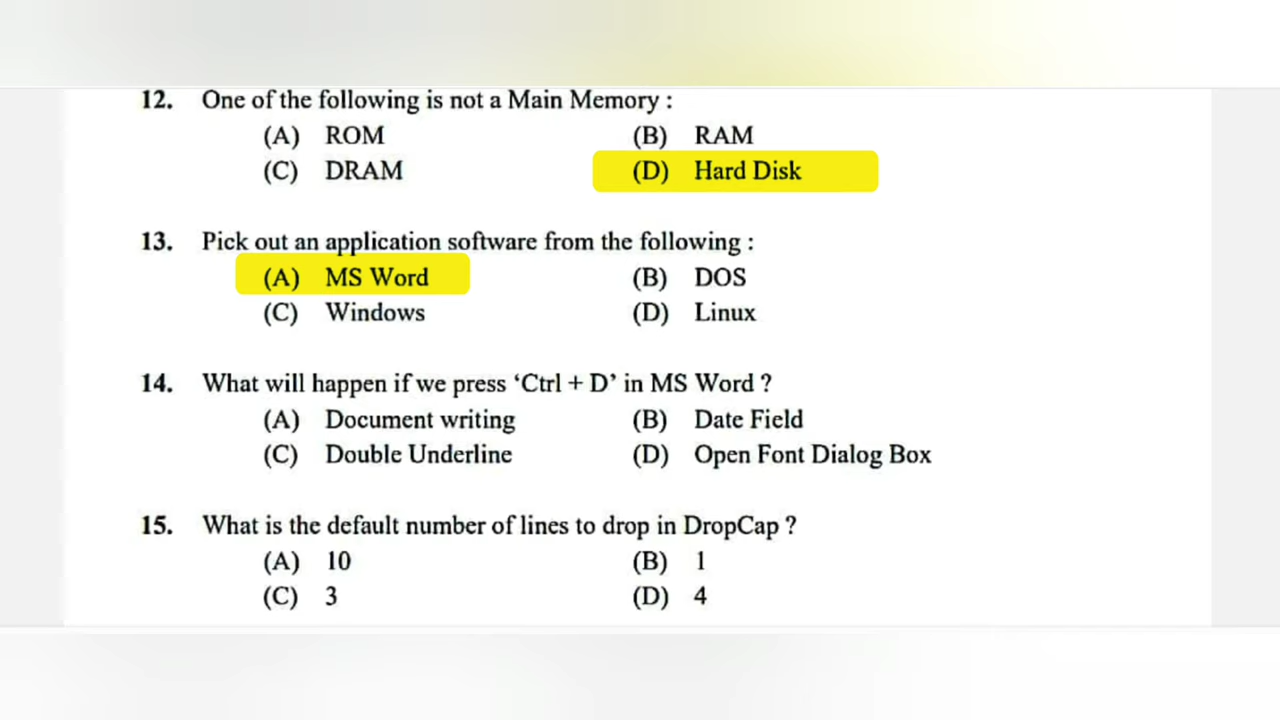 12. One of the following is not a Main Memory :
(A) ROM (B) RAM
(C) DRAM (D) Hard Disk
13. Pick out an application software from the following :
(A) MS Word (B) DOS
(C) Windows (D) Linux
14. What will happen if we press ‘Ctrl + D’ in MS Word ?
(A) Document writing (B) Date Field
(C) Double Underline (D) Open Font Dialog Box
15. What is the default number of lines to drop in DropCap ?
(A) 10 (B) 1
(C) 3 (D) 4